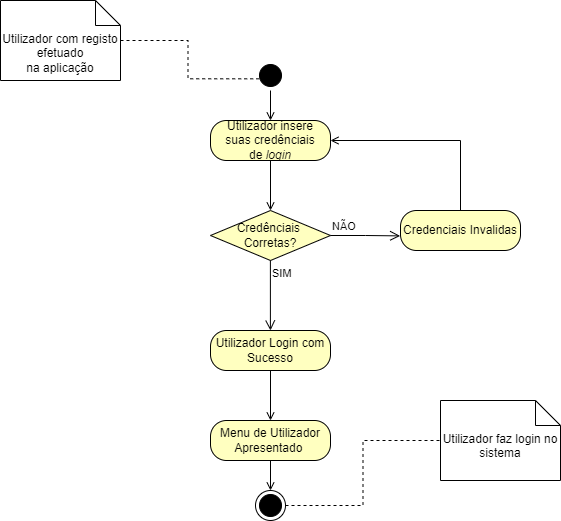 Utilizador com registo
efetuado
na aplicação
Utilizador insere
suas credênciais
de login
Credênciais
Corretas?
NÃO
Credenciais Invalidas
SIM
Utilizador Login com
Sucesso
Menu de Utilizador
Apresentado
Utilizador faz login no
sistema